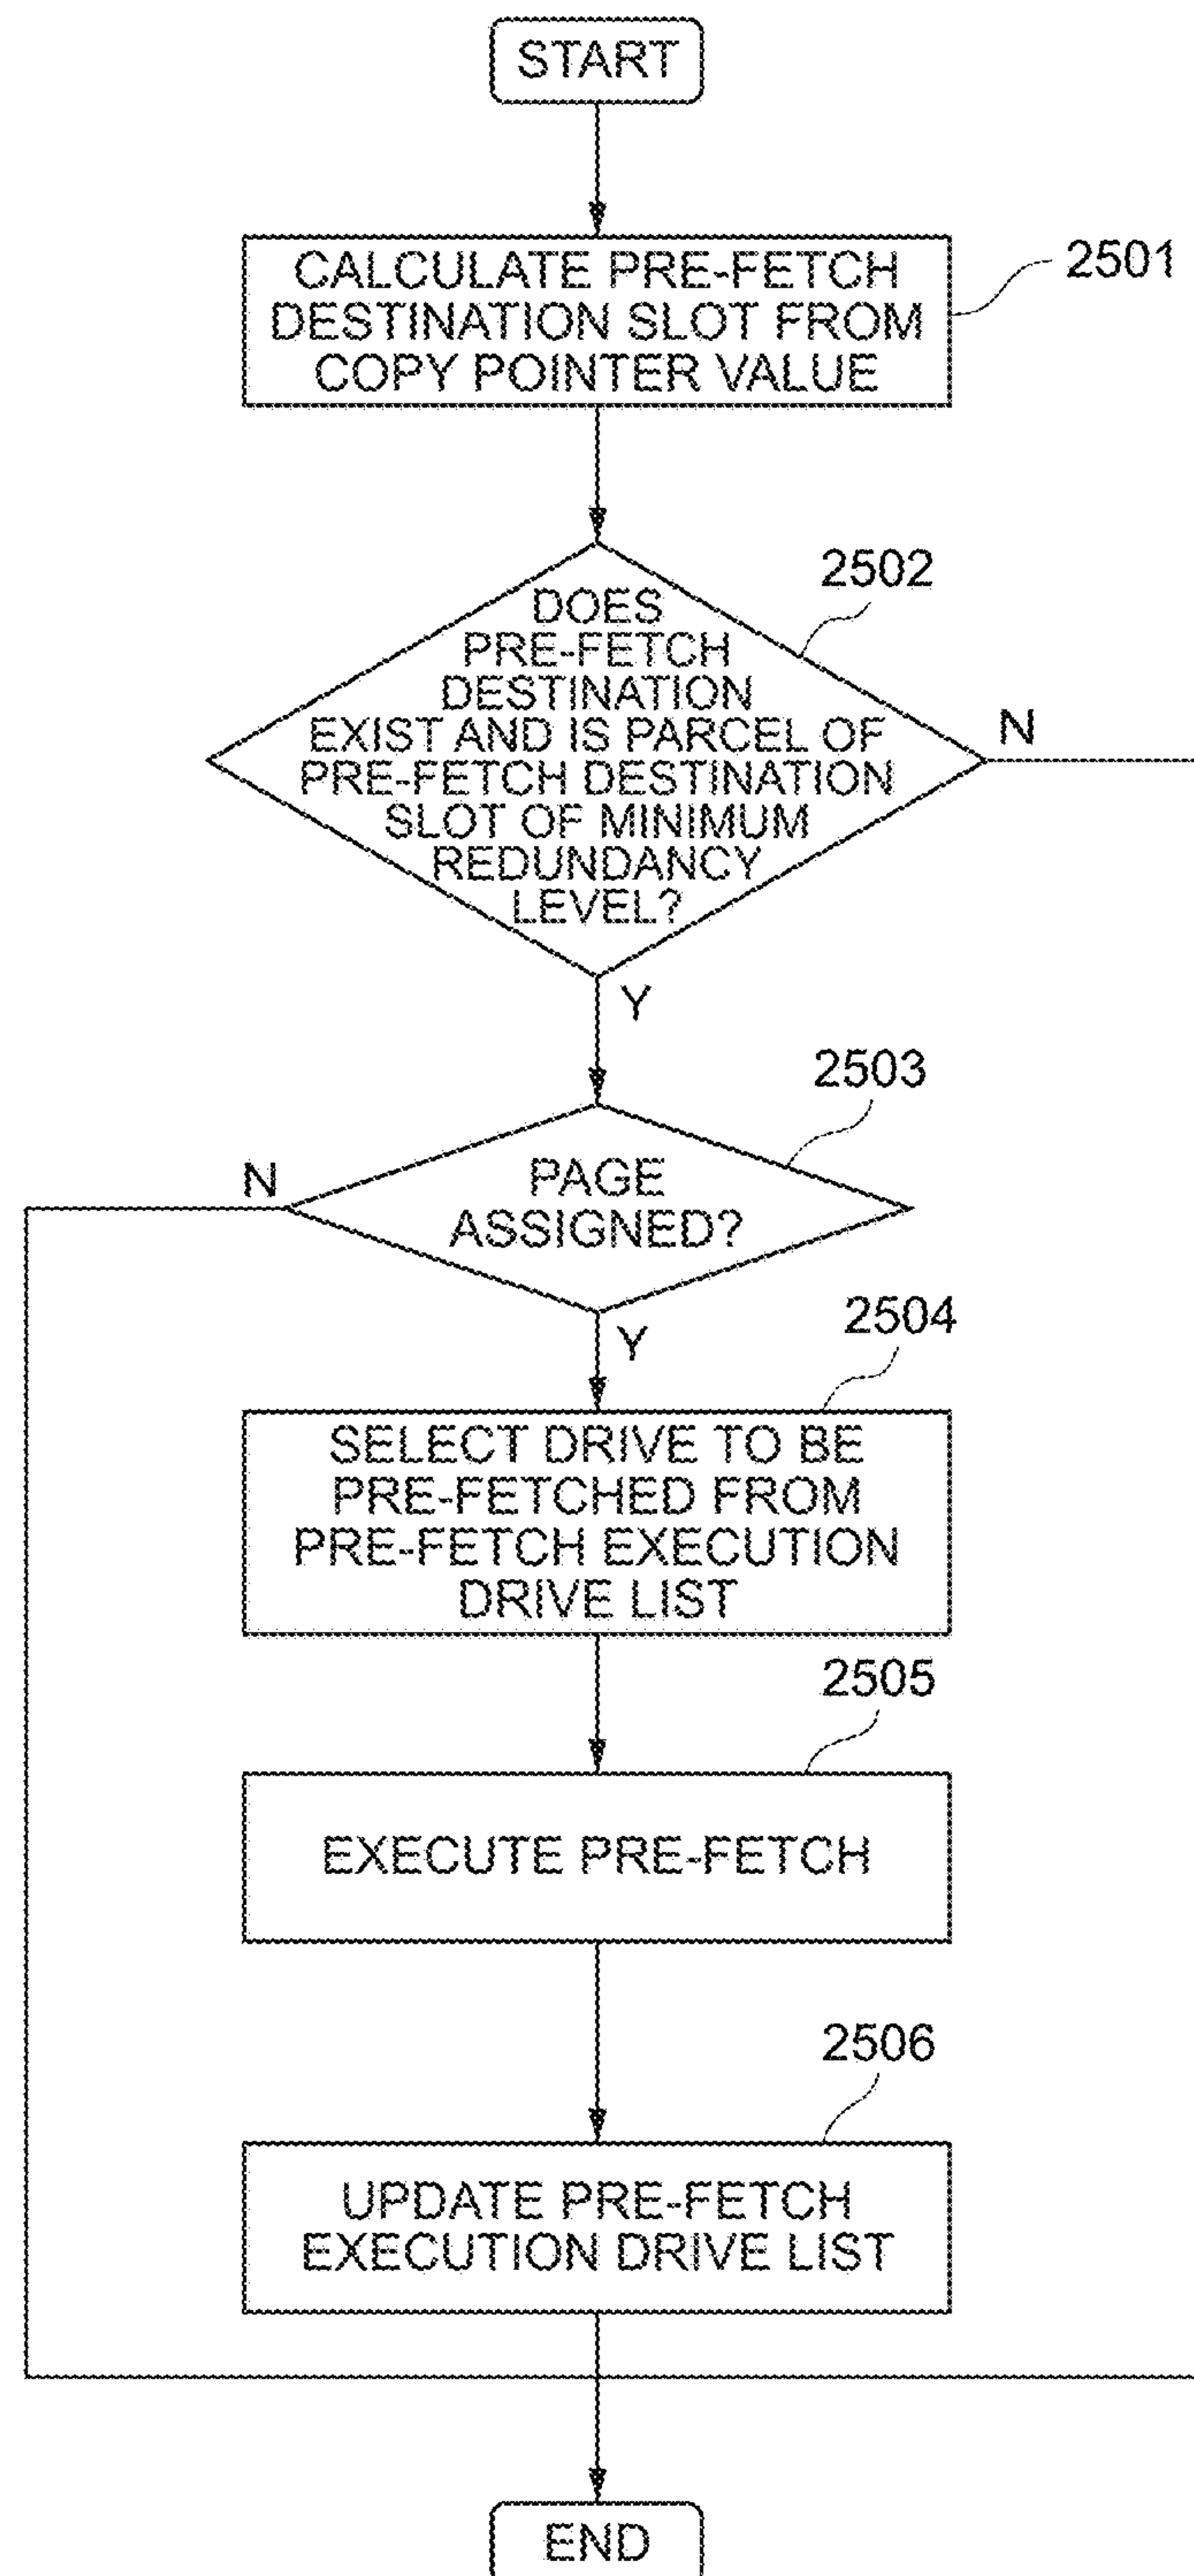 START
CALCULATE PRE-FETCH
DESTINATION SLOT FROM
COPY POINTER VALUE
2501
DOES
PRE-FETCH
DESTINATION
EXIST AND IS PARCEL OF
PRE-FETCH DESTINATION
SLOT OF MINIMUM
REDUNDANCY
LEVEL?
2502
N
Y
PAGE
ASSIGNED?
2503
N
Y
SELECT DRIVE TO BE
PRE-FETCHED FROM
PRE-FETCH EXECUTION
DRIVE LIST
2504
EXECUTE PRE-FETCH
2505
UPDATE PRE-FETCH
EXECUTION DRIVE LIST
2506
END